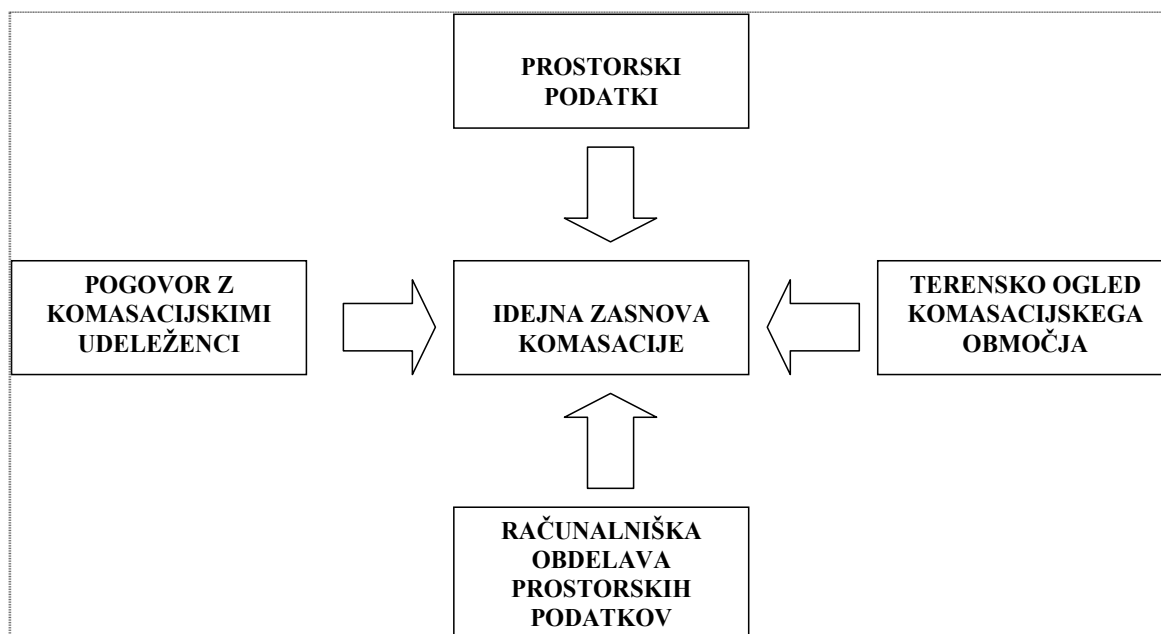 PROSTORSKI
PODATKI
POGOVOR Z
KOMASACIJSKIMI
UDELEŽENCI
IDEJNA ZASNOVA
KOMASACIJE
TERENSKO OGLED
KOMASACIJSKEGA
OBMOČJA
RAČUNALNIŠKA
OBDELAVA
PROSTORSKIH
PODATKOV